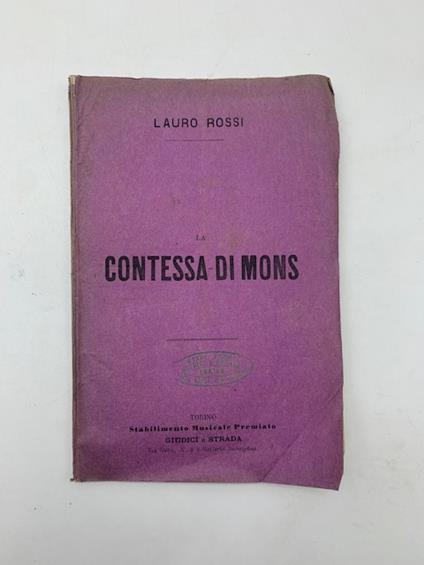 LAURO ROSSI
LA
CONTESSA DI MONS
TORINO
Stabilimento Musicale Premiato
GIUDICI e STRADA